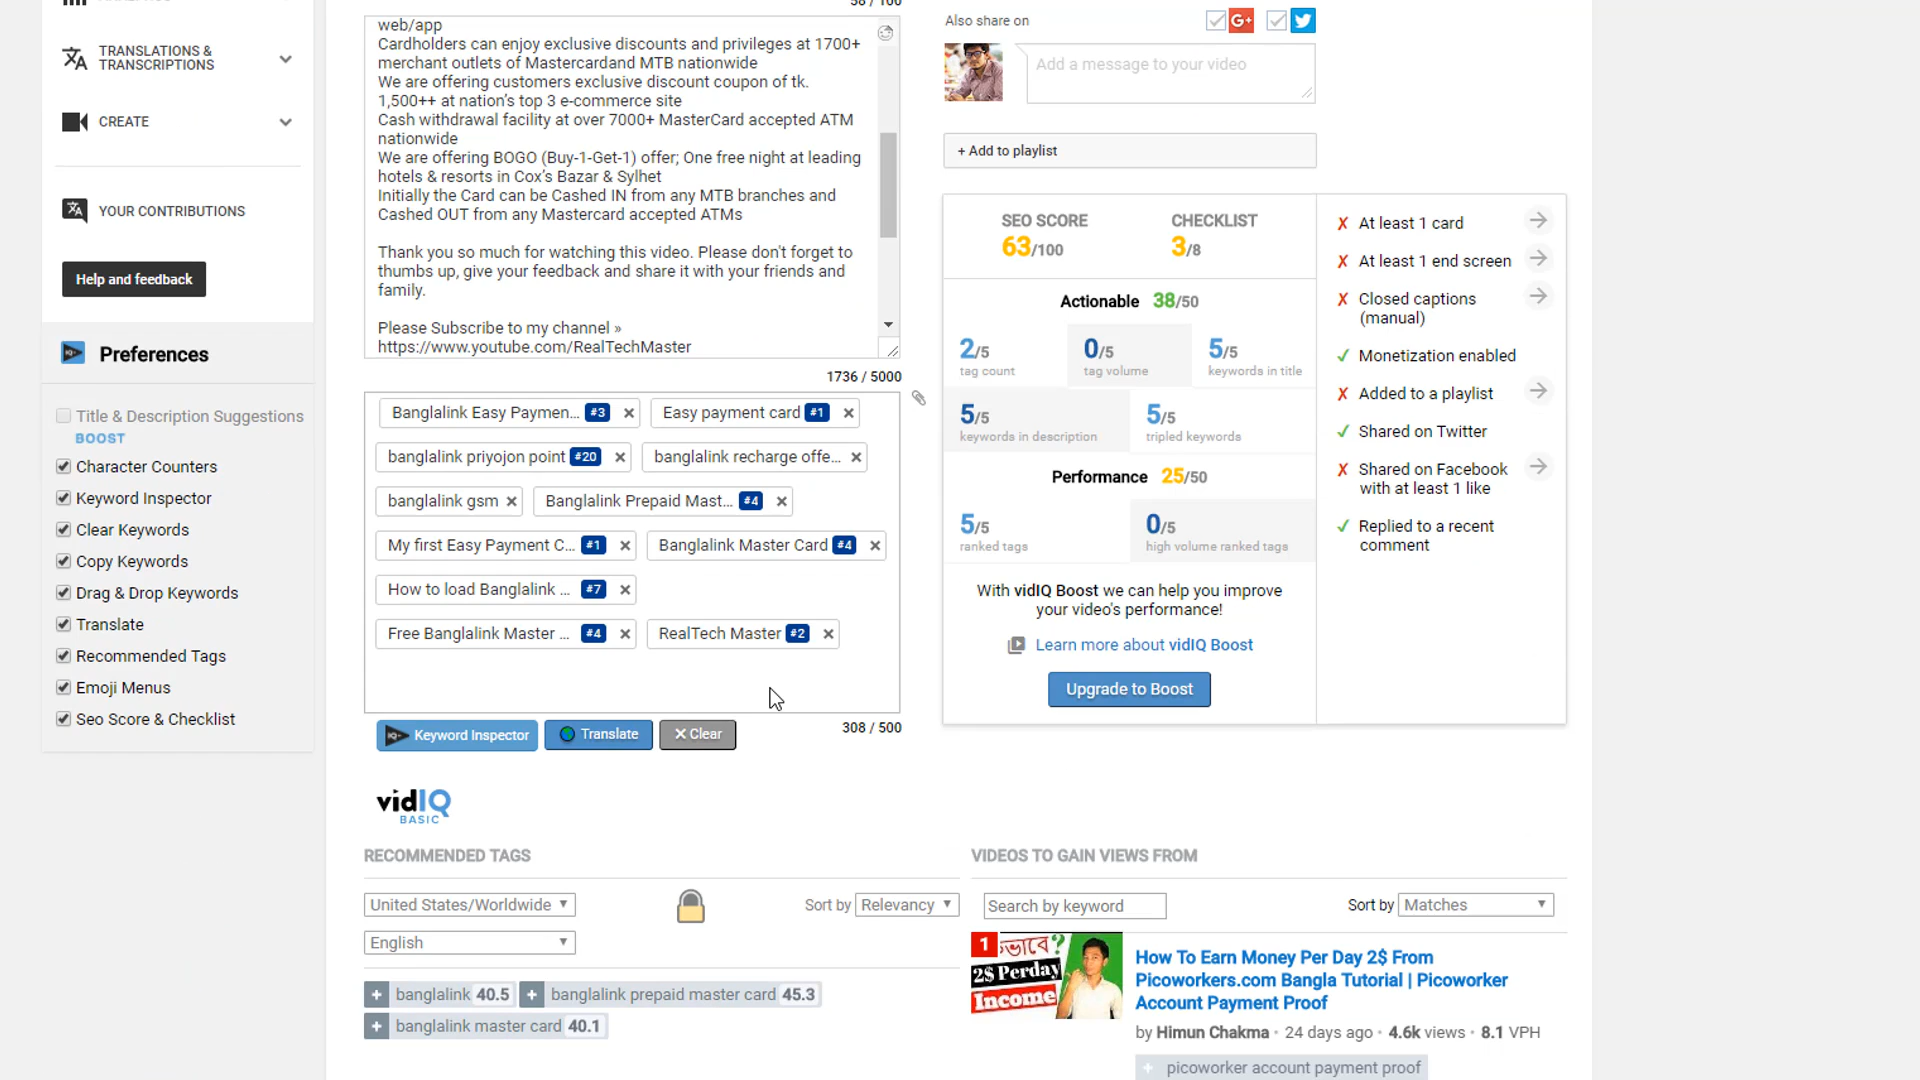 ANALYTICS
TRANSLATIONS &
TRANSCRIPTIONS
CREATE
YOUR CONTRIBUTIONS
Help and feedback
Preferences
Title & Description Suggestions
BOOST
Character Counters
Keyword Inspector
Clear Keywords
Copy Keywords
Drag & Drop Keywords
Translate
Recommended Tags
Emoji Menus
Seo Score & Checklist
58 / 100
web/app
Cardholders can enjoy exclusive discounts and privileges at 1700+
merchant outlets of Mastercardand MTB nationwide
We are offering customers exclusive discount coupon of tk.
1,500++ at nation's top 3 e-commerce site
Cash withdrawal facility at over 7000+ MasterCard accepted ATM
nationwide
We are offering BOGO (Buy-1-Get-1) offer; One free night at leading
hotels & resorts in Cox's Bazar & Sylhet
Initially the Card can be Cashed IN from any MTB branches and
Cashed OUT from any Mastercard accepted ATMs
Thank you so much for watching this video. Please don't forget to
thumbs up, give your feedback and share it with your friends and
family.
Please Subscribe to my channel »
https://www.youtube.com/RealTechMaster
1736 / 5000
Banglalink Easy Paymen... #3 × Easy payment card #1 ×
banglalink priyojon point #20 × banglalink recharge offe... ×
banglalink gsm × Banglalink Prepaid Mast... #4 ×
My first Easy Payment C... #1 × Banglalink Master Card #4 ×
How to load Banglalink ... #7 ×
Free Banglalink Master ... #4 × RealTech Master #2 ×
Keyword Inspector Translate × Clear 308 / 500
vidIQ
BASIC
RECOMMENDED TAGS
United States/Worldwide Sort by Relevancy
English
+ banglalink 40.5 + banglalink prepaid master card 45.3
+ banglalink master card 40.1
Also share on G+
Add a message to your video
+ Add to playlist
SEO SCORE CHECKLIST
63/100 3/8
Actionable 38/50
2/5 0/5 5/5
tag count tag volume keywords in title
5/5 5/5
keywords in description tripled keywords
Performance 25/50
5/5 0/5
ranked tags high volume ranked tags
With vidIQ Boost we can help you improve
your video's performance!
Learn more about vidIQ Boost
Upgrade to Boost
✗ At least 1 card
✗ At least 1 end screen
✗ Closed captions
(manual)
✓ Monetization enabled
✗ Added to a playlist
✓ Shared on Twitter
✗ Shared on Facebook
with at least 1 like
✓ Replied to a recent
comment
VIDEOS TO GAIN VIEWS FROM
Search by keyword Sort by Matches
1 ভাবে?
2$ Perday
Income
How To Earn Money Per Day 2$ From
Picoworkers.com Bangla Tutorial | Picoworker
Account Payment Proof
by Himun Chakma • 24 days ago • 4.6k views • 8.1 VPH
+ picoworker account payment proof